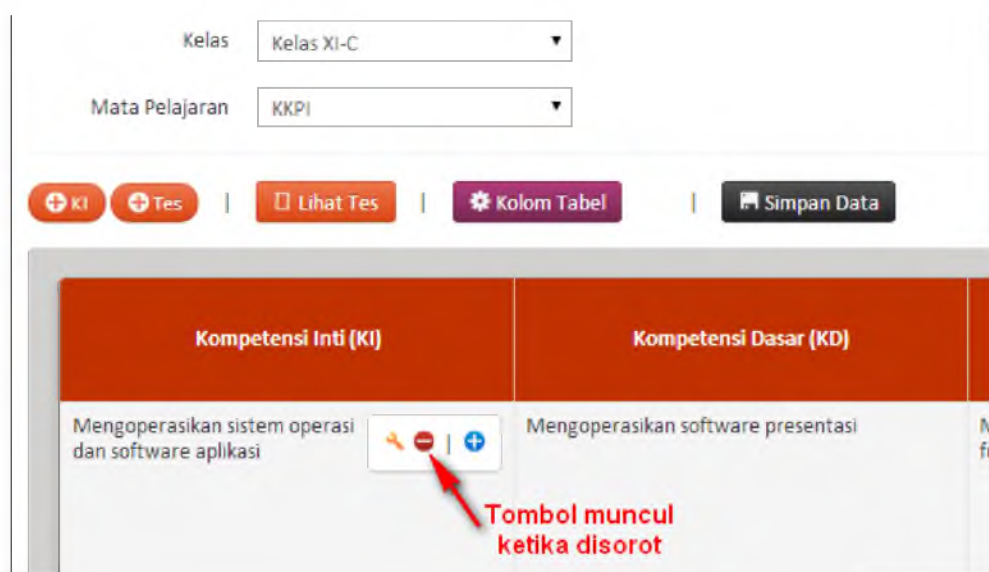 Kelas Kelas XI-C
Mata Pelajaran KKPI
KI Tes | Lihat Tes | Kolom Tabel | Simpan Data
Kompetensi Inti (KI) Kompetensi Dasar (KD)
Mengoperasikan sistem operasi Mengoperasikan software presentasi
dan software aplikasi |
Tombol muncul
ketika disorot